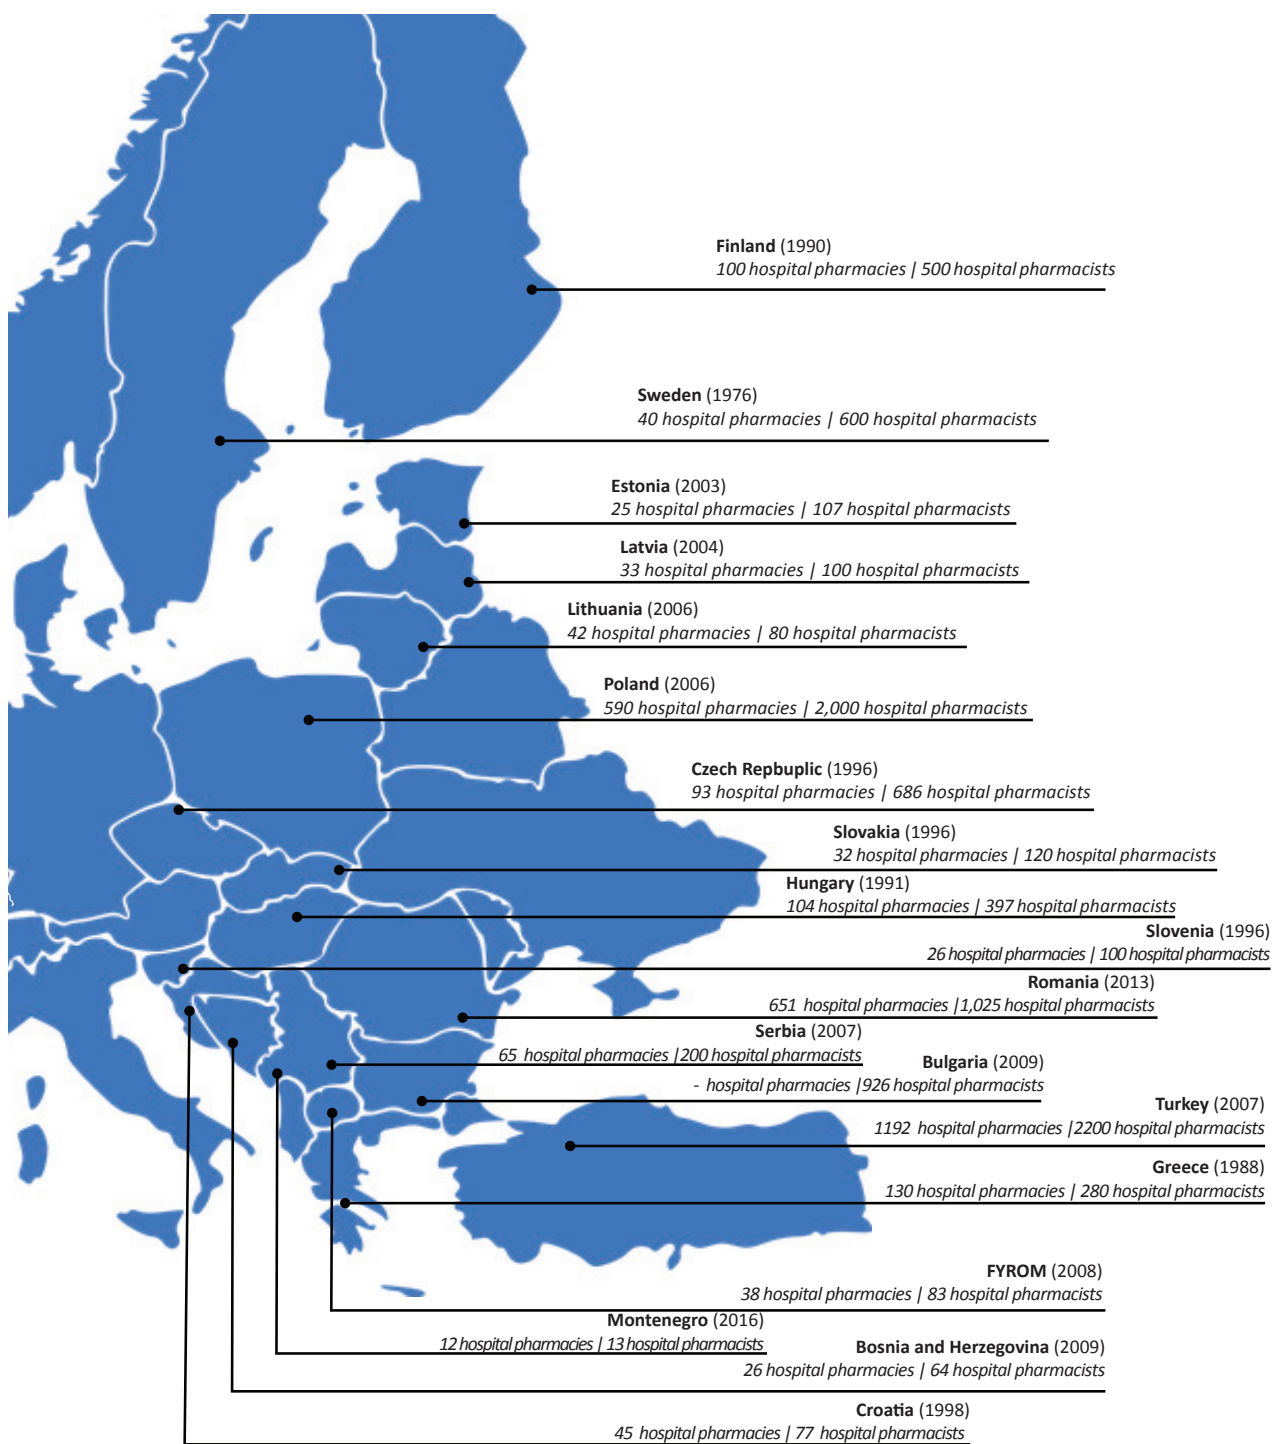 Finland (1990)
100 hospital pharmacies | 500 hospital pharmacists
Sweden (1976)
40 hospital pharmacies | 600 hospital pharmacists
Estonia (2003)
25 hospital pharmacies | 107 hospital pharmacists
Latvia (2004)
33 hospital pharmacies | 100 hospital pharmacists
Lithuania (2006)
42 hospital pharmacies | 80 hospital pharmacists
Poland (2006)
590 hospital pharmacies | 2,000 hospital pharmacists
Czech Repbuplic (1996)
93 hospital pharmacies | 686 hospital pharmacists
Slovakia (1996)
32 hospital pharmacies | 120 hospital pharmacists
Hungary (1991)
104 hospital pharmacies | 397 hospital pharmacists
Slovenia (1996)
26 hospital pharmacies | 100 hospital pharmacists
Romania (2013)
651 hospital pharmacies |1,025 hospital pharmacists
Serbia (2007)
65 hospital pharmacies |200 hospital pharmacists
Bulgaria (2009)
- hospital pharmacies |926 hospital pharmacists
Turkey (2007)
1192 hospital pharmacies |2200 hospital pharmacists
Greece (1988)
130 hospital pharmacies | 280 hospital pharmacists
FYROM (2008)
38 hospital pharmacies | 83 hospital pharmacists
Montenegro (2016)
12 hospital pharmacies | 13 hospital pharmacists
Bosnia and Herzegovina (2009)
26 hospital pharmacies | 64 hospital pharmacists
Croatia (1998)
45 hospital pharmacies | 77 hospital pharmacists